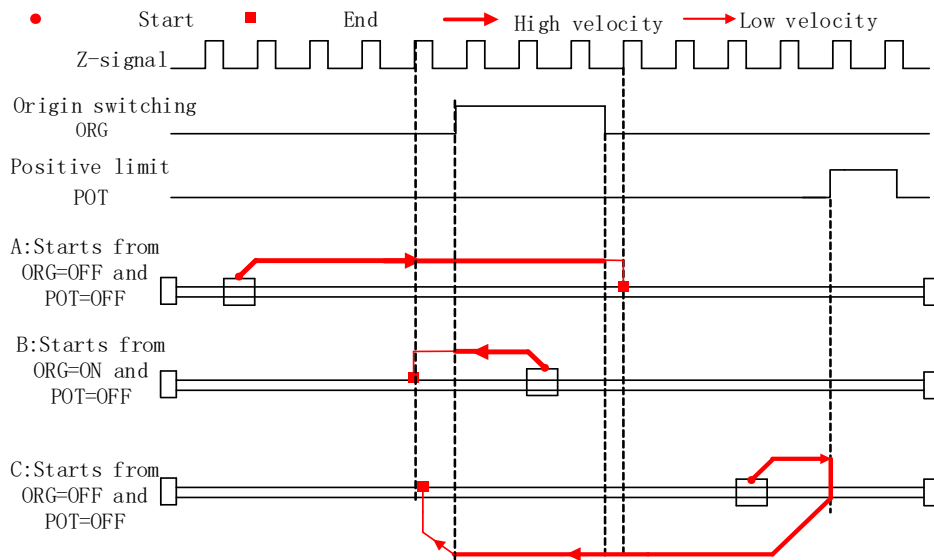 Start End High velocity Low velocity
Z-signal
Origin switching
ORG
Positive limit
POT
A:Starts from
ORG=OFF and
POT=OFF
B:Starts from
ORG=ON and
POT=OFF
C:Starts from
ORG=OFF and
POT=OFF